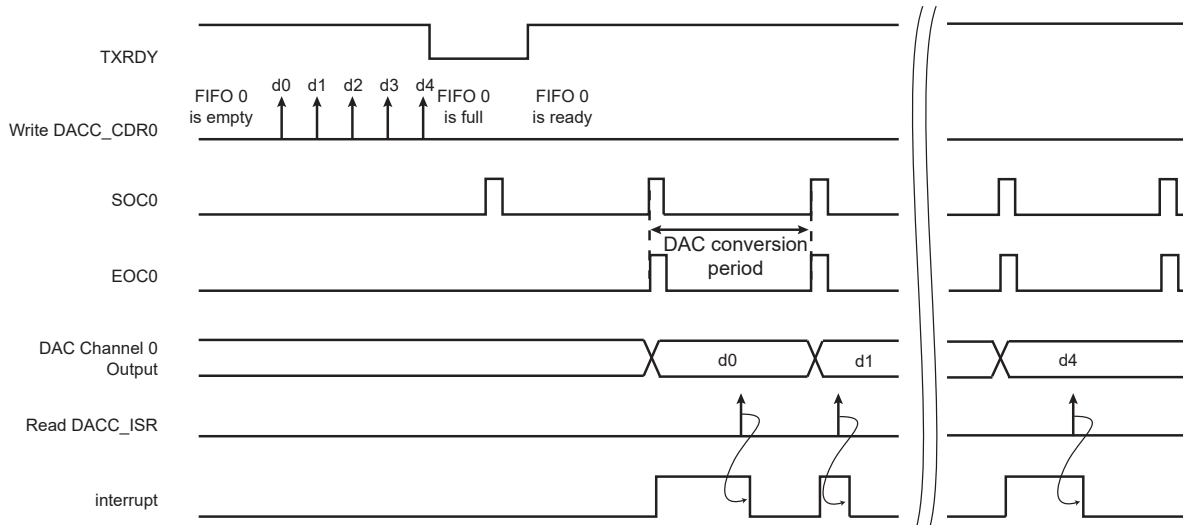 TXRDY
d0 d1 d2 d3 d4
FIFO 0
is empty
FIFO 0
is full
FIFO 0
is ready
Write DACC_CDR0
SOC0
DAC conversion
period
EOC0
DAC Channel 0
Output
d0
d1
d4
Read DACC_ISR
interrupt